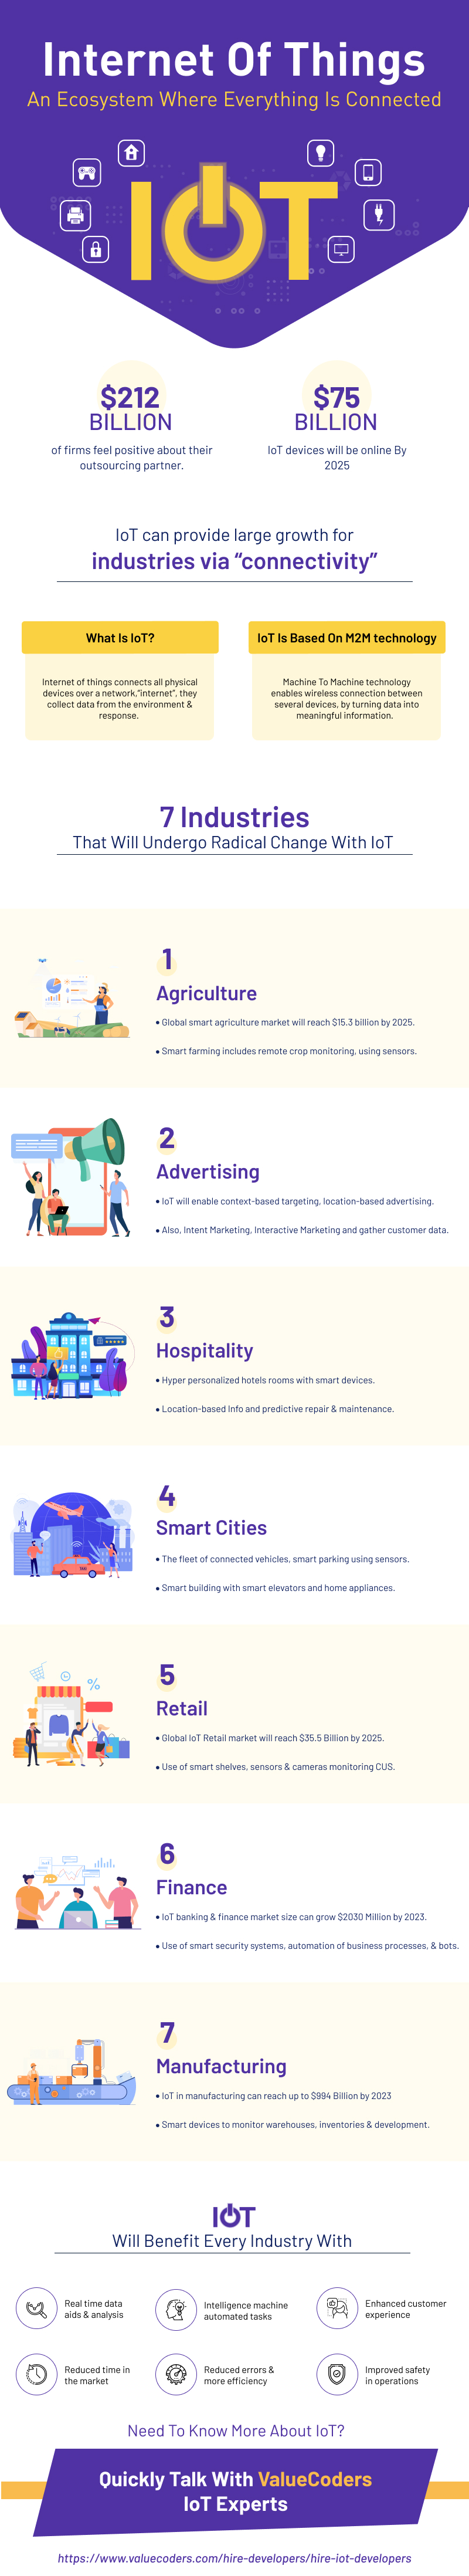 Internet Of Things
An Ecosystem Where Everything Is Connected
IOT
$212
BILLION
of firms feel positive about their
outsourcing partner.
$75
BILLION
IoT devices will be online By
2025
IoT can provide large growth for
industries via “connectivity”
What Is IoT?
Internet of things connects all physical
devices over a network,“internet”, they
collect data from the environment &
response.
IoT Is Based On M2M technology
Machine To Machine technology
enables wireless connection between
several devices, by turning data into
meaningful information.
7 Industries
That Will Undergo Radical Change With IoT
1
Agriculture
• Global smart agriculture market will reach $15.3 billion by 2025.
• Smart farming includes remote crop monitoring, using sensors.
2
Advertising
• IoT will enable context-based targeting, location-based advertising.
• Also, Intent Marketing, Interactive Marketing and gather customer data.
3
Hospitality
• Hyper personalized hotels rooms with smart devices.
• Location-based Info and predictive repair & maintenance.
4
Smart Cities
• The fleet of connected vehicles, smart parking using sensors.
• Smart building with smart elevators and home appliances.
TAXI
5
Retail
• Global IoT Retail market will reach $35.5 Billion by 2025.
• Use of smart shelves, sensors & cameras monitoring CUS.
%
6
Finance
• IoT banking & finance market size can grow $2030 Million by 2023.
• Use of smart security systems, automation of business processes, & bots.
7
Manufacturing
• IoT in manufacturing can reach up to $994 Billion by 2023
• Smart devices to monitor warehouses, inventories & development.
IOT
Will Benefit Every Industry With
Real time data
aids & analysis
Intelligence machine
automated tasks
Enhanced customer
experience
Reduced time in
the market
Reduced errors &
more efficiency
Improved safety
in operations
Need To Know More About IoT?
Quickly Talk With ValueCoders
IoT Experts
https://www.valuecoders.com/hire-developers/hire-iot-developers